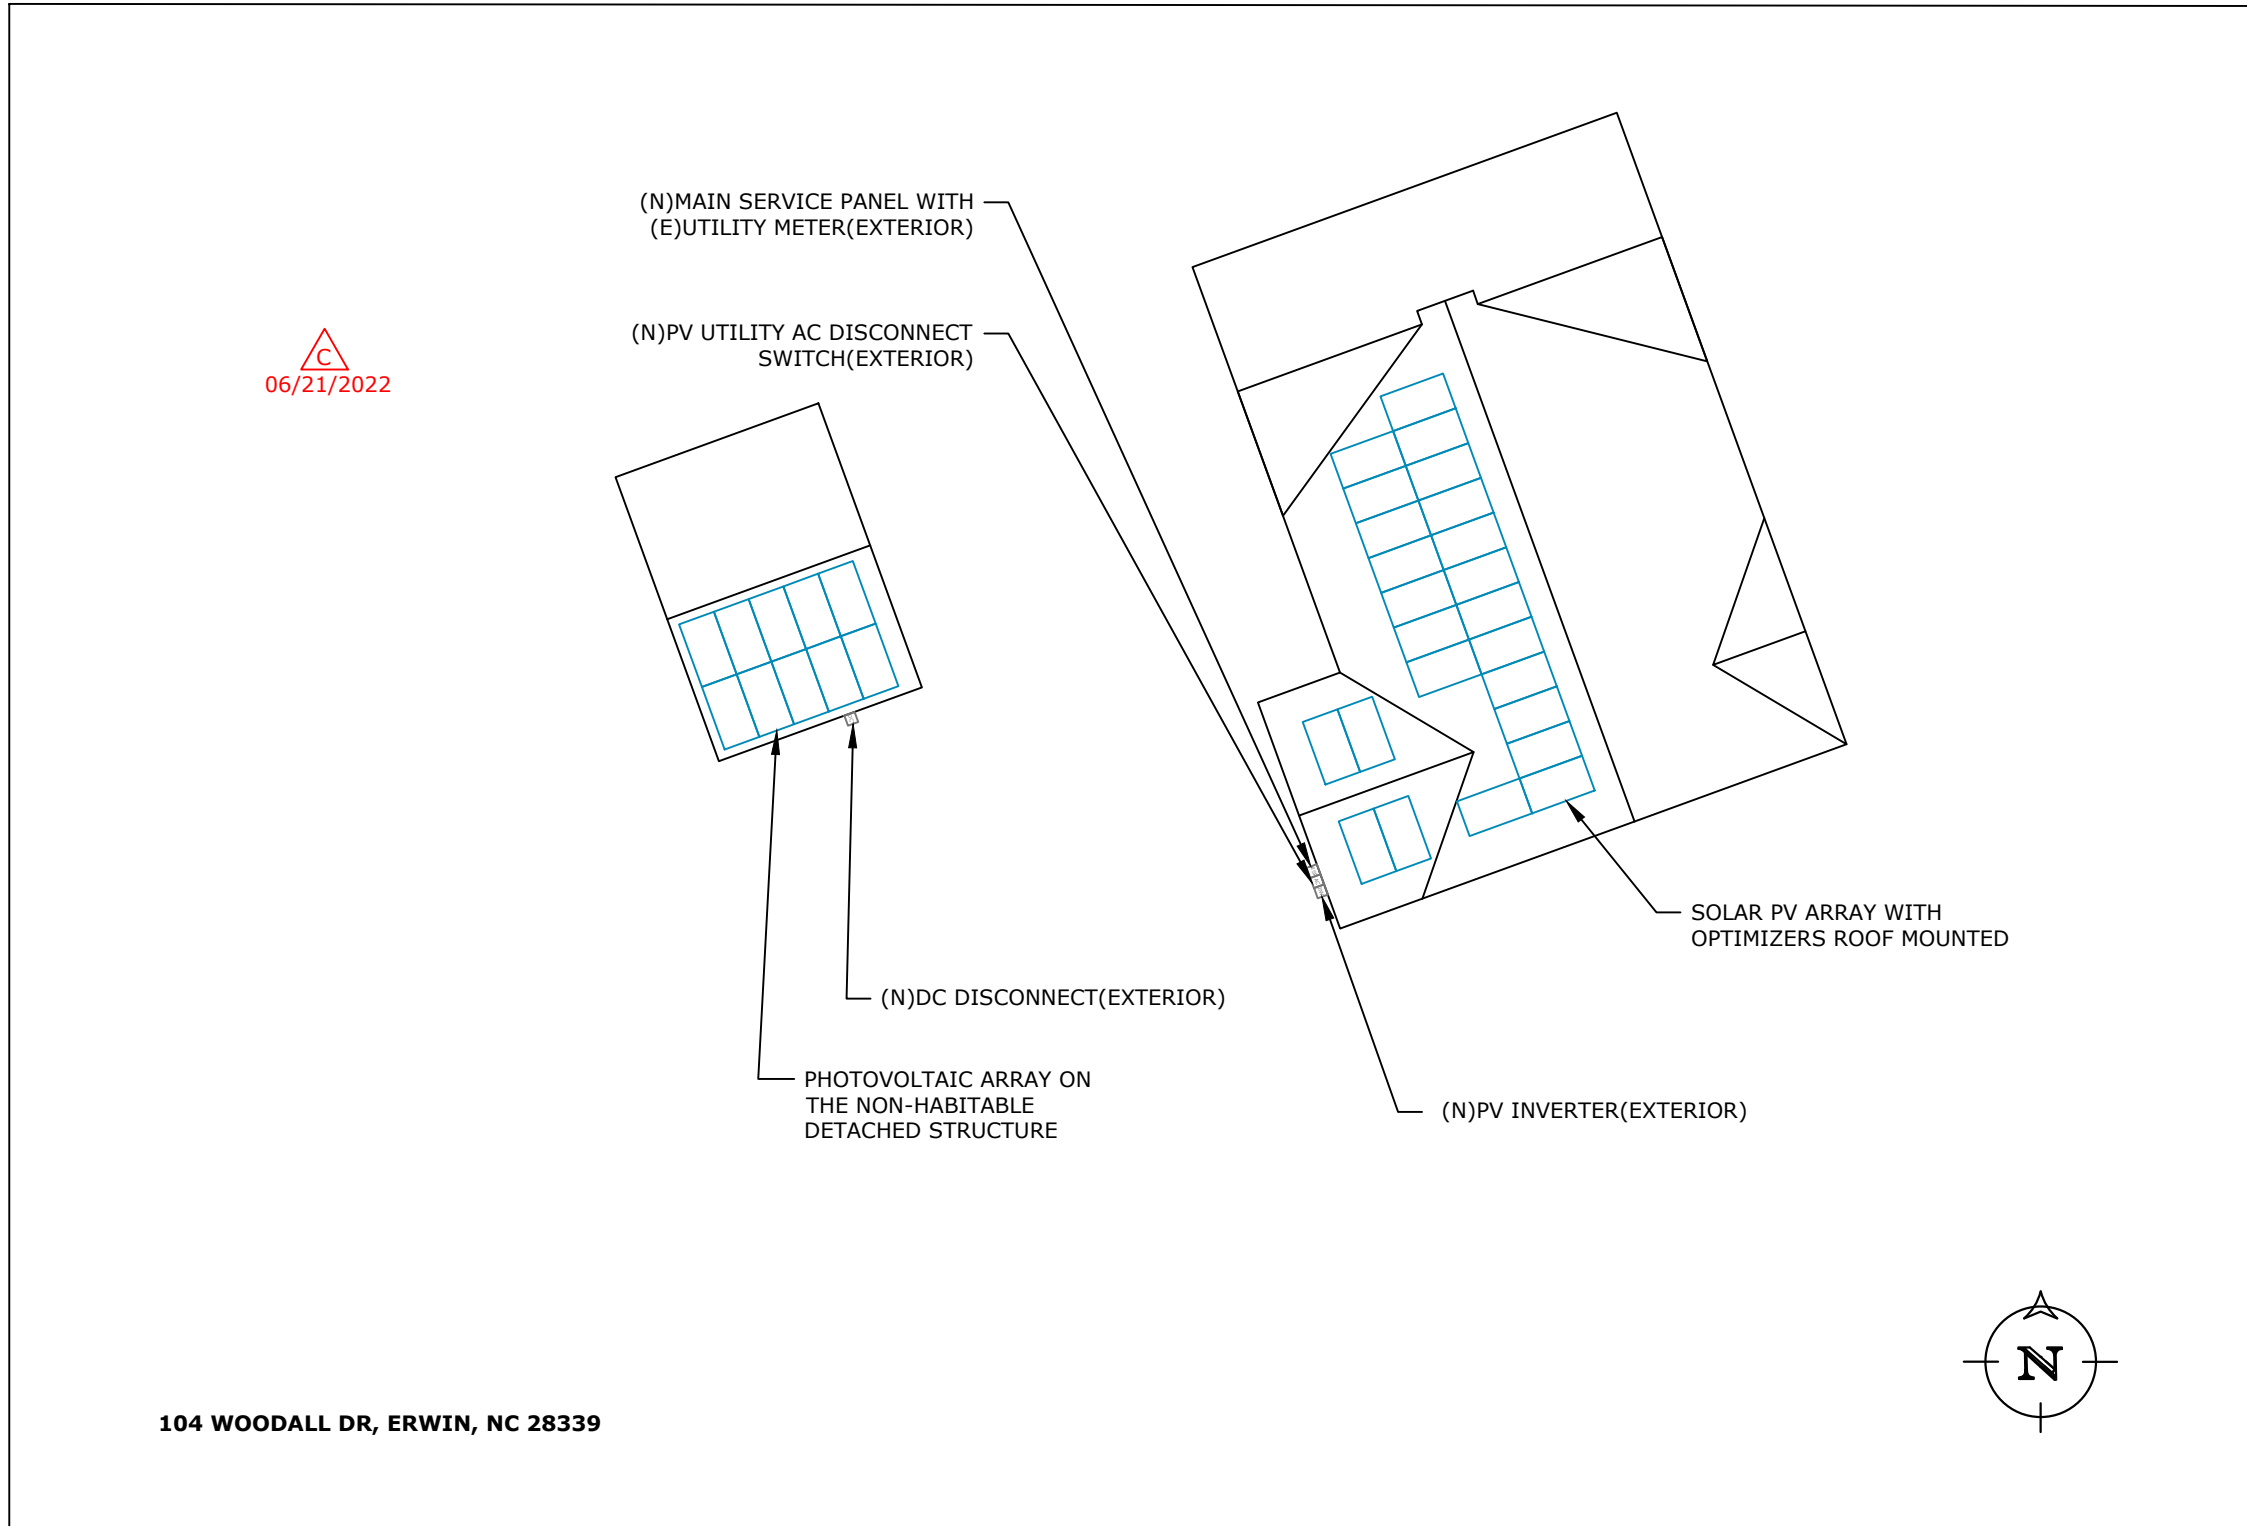 (N)MAIN SERVICE PANEL WITH
(E)UTILITY METER(EXTERIOR)
(N)PV UTILITY AC DISCONNECT
SWITCH(EXTERIOR)
C
06/21/2022
SOLAR PV ARRAY WITH
OPTIMIZERS ROOF MOUNTED
(N)DC DISCONNECT(EXTERIOR)
PHOTOVOLTAIC ARRAY ON
THE NON-HABITABLE
DETACHED STRUCTURE
(N)PV INVERTER(EXTERIOR)
N
104 WOODALL DR, ERWIN, NC 28339